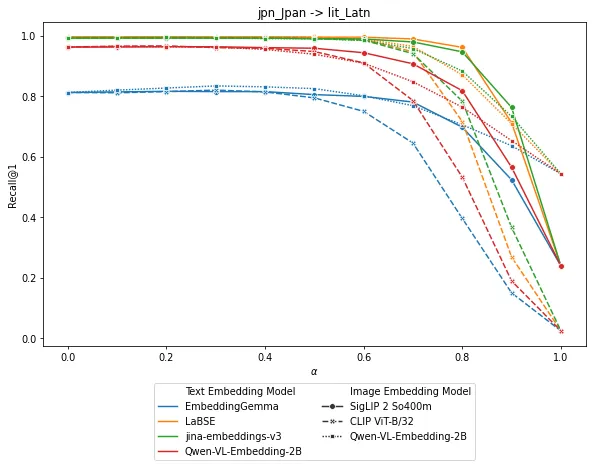 jpn_Jpan -> lit_Latn
Recall@1
1.0
0.8
0.6
0.4
0.2
0.0
0.0 0.2 0.4 0.6 0.8 1.0
α
Text Embedding Model
EmbeddingGemma
LaBSE
jina-embeddings-v3
Qwen-VL-Embedding-2B
Image Embedding Model
SigLIP 2 So400m
CLIP ViT-B/32
Qwen-VL-Embedding-2B